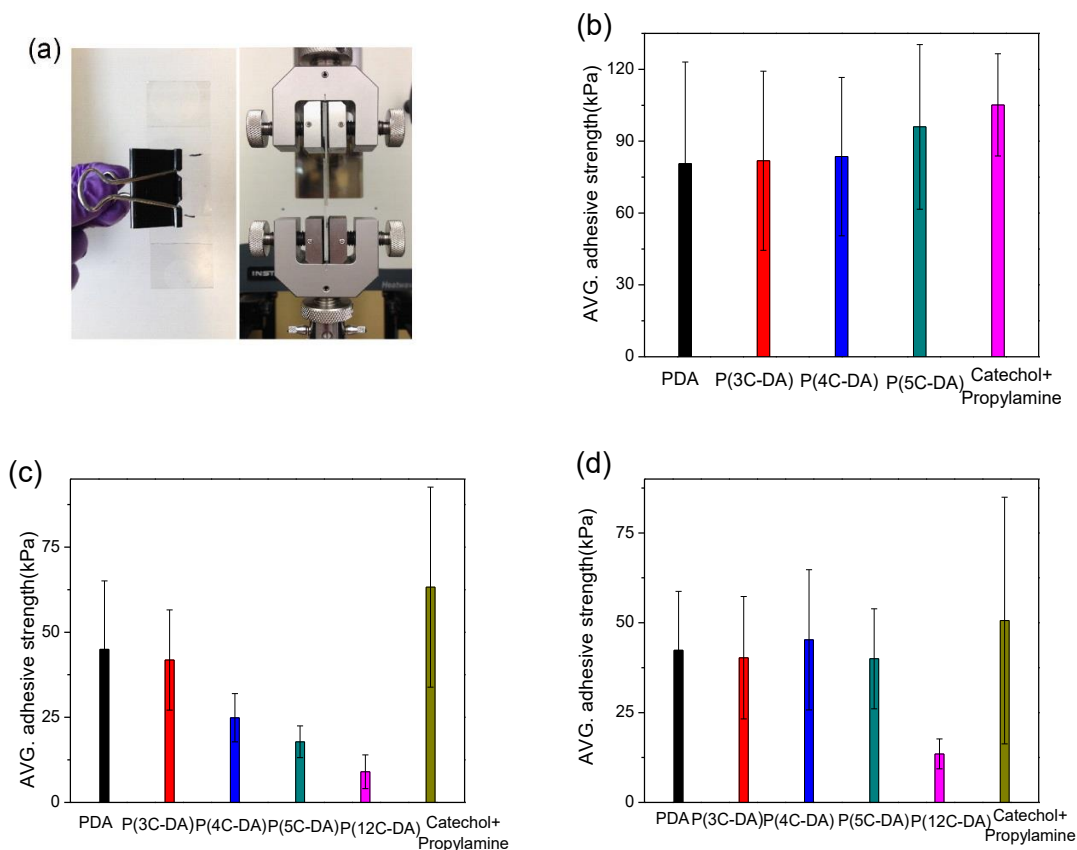 (a)
INST
(b)
AVG. adhesive strength(kPa)
120
90
60
30
0
PDA P(3C-DA) P(4C-DA) P(5C-DA) Catechol+
Propylamine
(c)
AVG. adhesive strength(kPa)
75
50
25
0
PDA P(3C-DA) P(4C-DA) P(5C-DA) P(12C-DA) Catechol+
Propylamine
(d)
AVG. adhesive strength(kPa)
75
50
25
0
PDA P(3C-DA) P(4C-DA) P(5C-DA) P(12C-DA) Catechol+
Propylamine